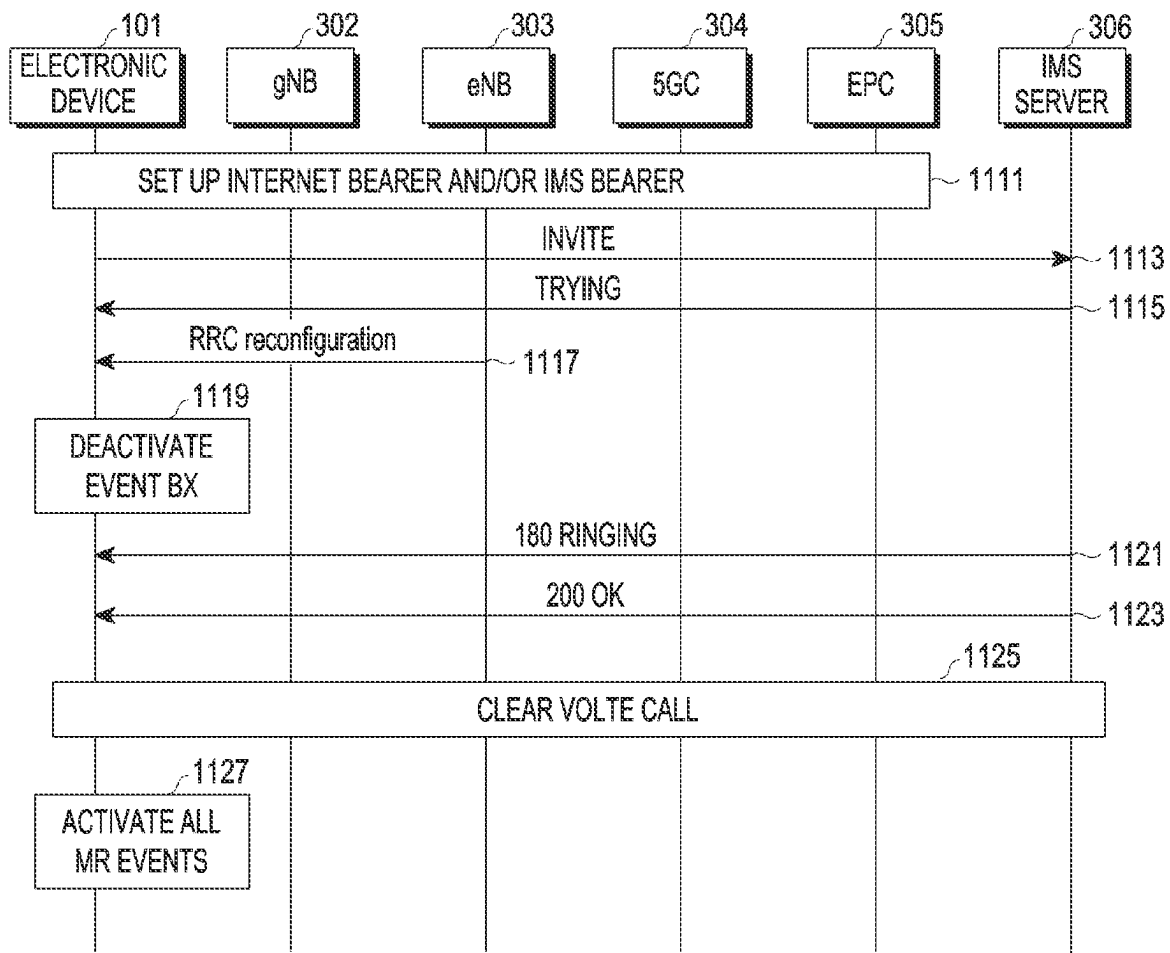 101
302
303
304
305
306
ELECTRONIC
DEVICE
gNB
eNB
5GC
EPC
IMS
SERVER
SET UP INTERNET BEARER AND/OR IMS BEARER
1111
INVITE
1113
TRYING
1115
RRC reconfiguration
1117
1119
DEACTIVATE
EVENT BX
180 RINGING
1121
200 OK
1123
1125
CLEAR VOLTE CALL
1127
ACTIVATE ALL
MR EVENTS